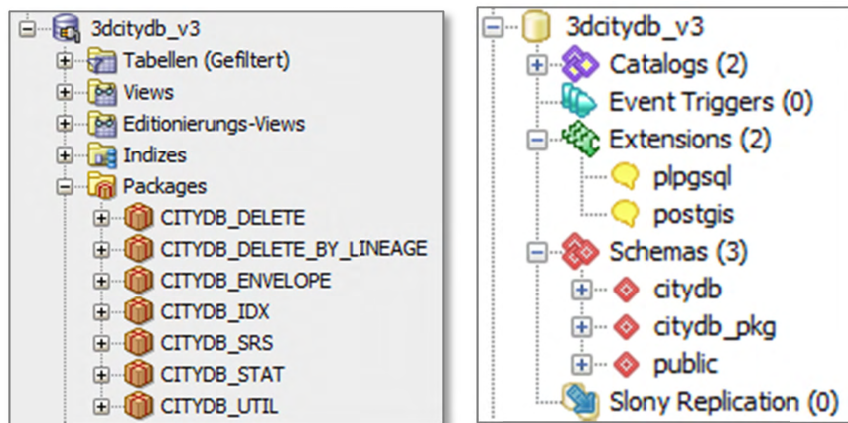 3dcitydb_v3
Tabellen (Gefiltert)
Views
Editionierungs-Views
Indizes
Packages
CITYDB_DELETE
CITYDB_DELETE_BY_LINEAGE
CITYDB_ENVELOPE
CITYDB_IDX
CITYDB_SRS
CITYDB_STAT
CITYDB_UTIL
3dcitydb_v3
Catalogs (2)
Event Triggers (0)
Extensions (2)
plpgsql
postgis
Schemas (3)
citydb
citydb_pkg
public
Slony Replication (0)